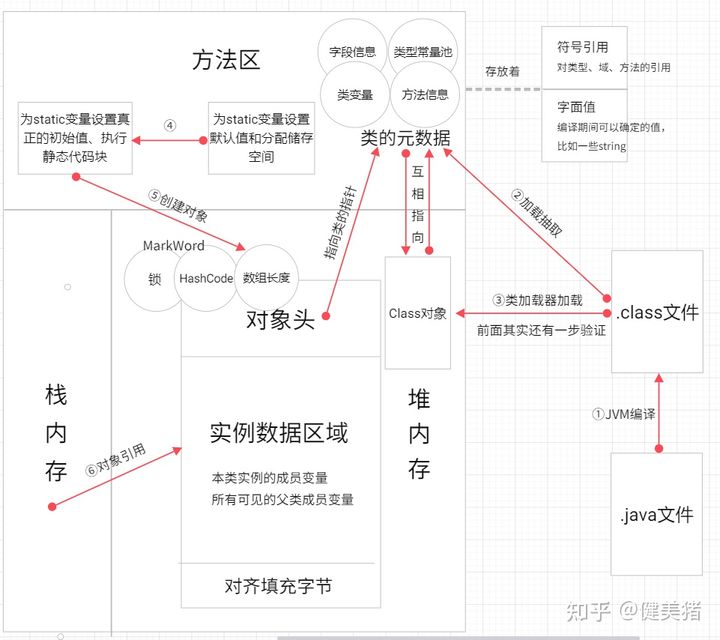 方法区
字段信息
类型常量池
类变量
方法信息
类的元数据
存放着
符号引用
对类型、域、方法的引用
字面值
编译期间可以确定的值，
比如一些string
为static变量设置真
正的初始值、执行
静态代码块
④
为static变量设置
默认值和分配储存
空间
⑤创建对象
指向类的指针
互
相
指
向
②加载抽取
MarkWord
锁
HashCode
数组长度
对象头
Class对象
③类加载器加载
前面其实还有一步验证
.class文件
栈
内
存
实例数据区域
本类实例的成员变量
所有可见的父类成员变量
堆
内
存
①JVM编译
⑥对象引用
.java文件
对齐填充字节
知乎 @健美猪